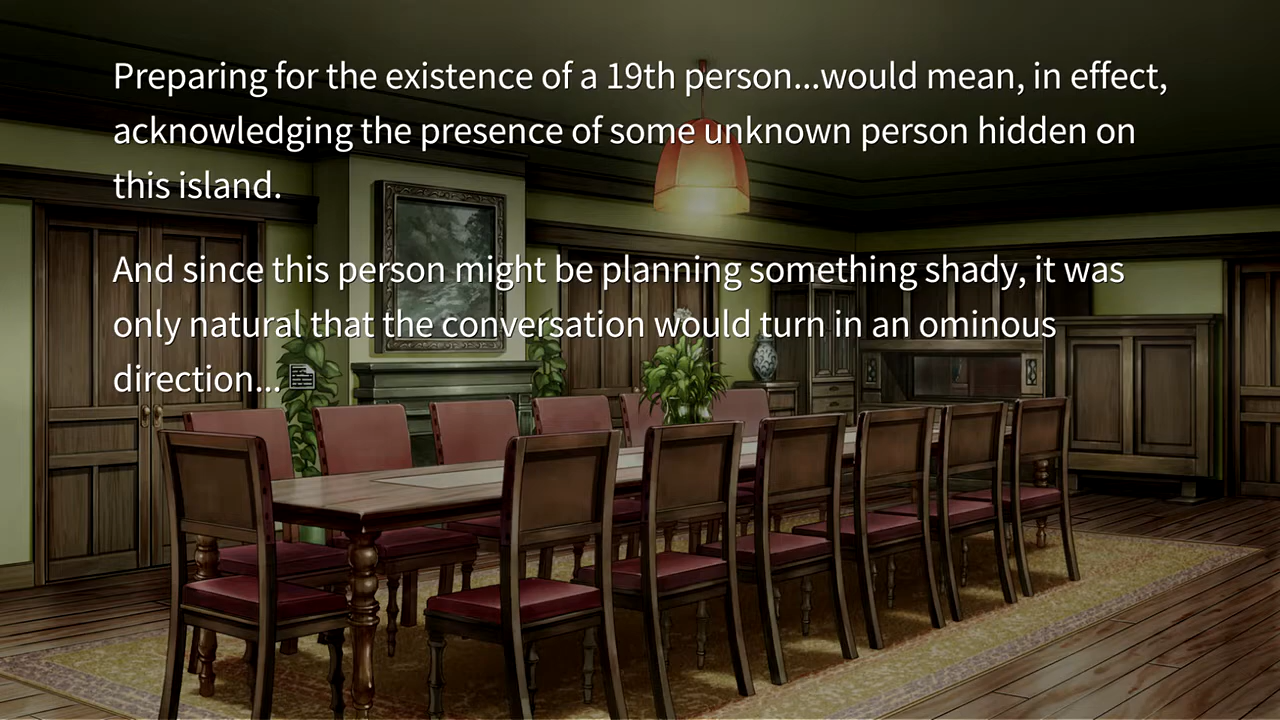 Preparing for the existence of a 19th person...would mean, in effect,
acknowledging the presence of some unknown person hidden on
this island.
And since this person might be planning something shady, it was
only natural that the conversation would turn in an ominous
direction...